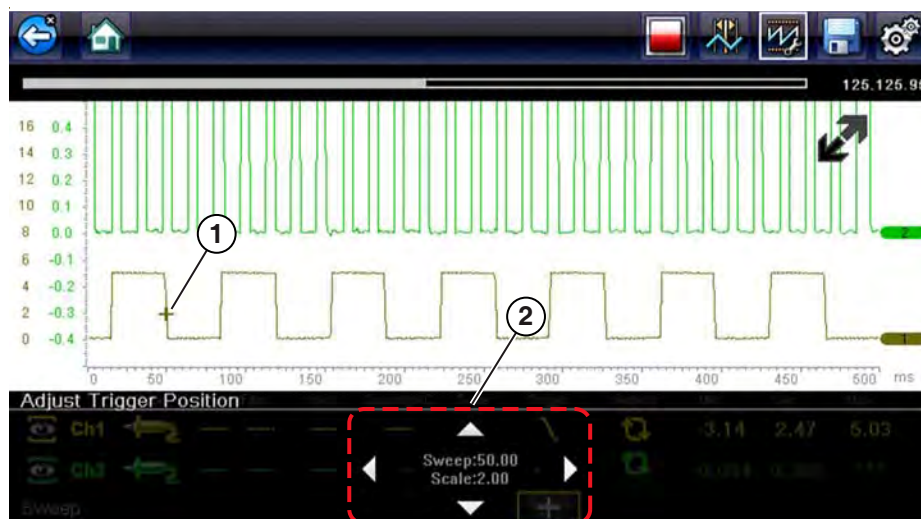 125.125.9
16 0.4
14 0.3
12 0.2
10 0.1
8 0.0
6 -0.1
4 -0.2
2 -0.3
0 -0.4
1
2
2
1
0 50 100 150 200 250 300 350 400 450 500 ms
Adjust Trigger Position
Ch1 -3.14 2.47 5.03
Sweep:50.00
Scale:2.00
Sweep